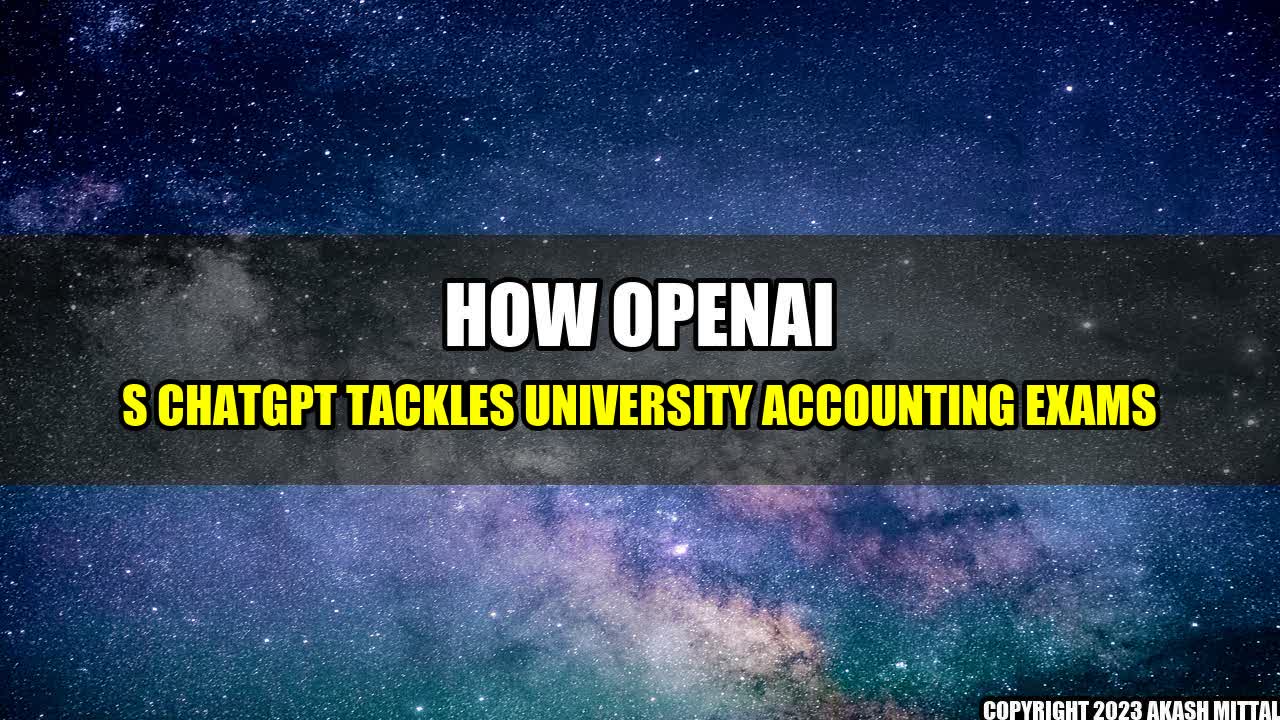 HOW OPENAI
S CHATGPT TACKLES UNIVERSITY ACCOUNTING EXAMS
COPYRIGHT 2023 AKASH MITTAL